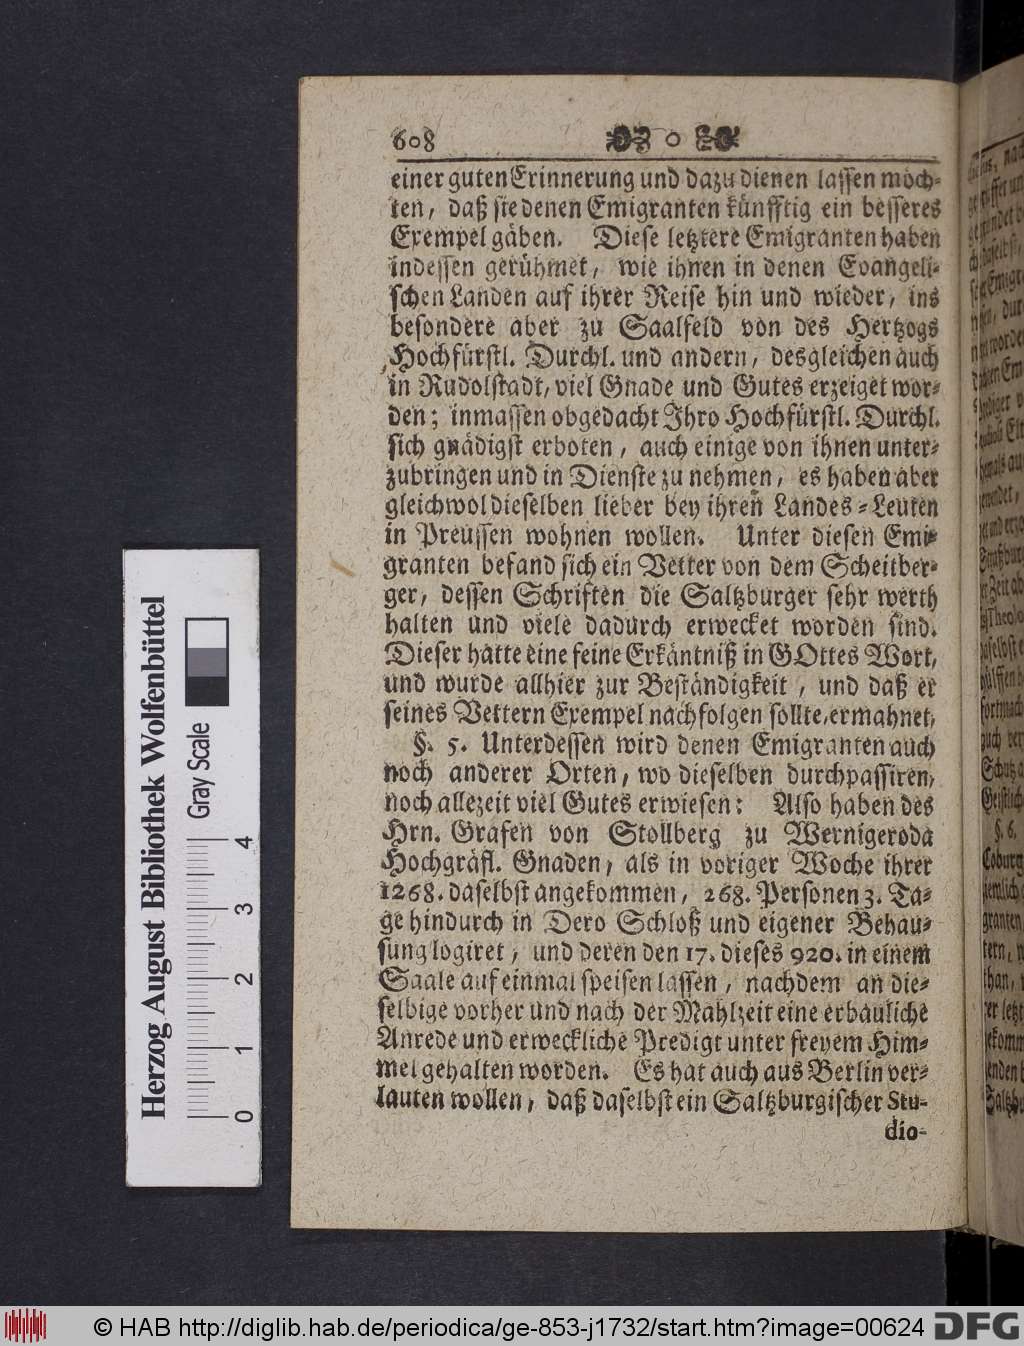 608 o
einer guten Erinnerung und dazu dienen lassen möch-
ten, daß sie denen Emigranten künfftig ein besseres
Exempel gäben. Diese letztere Emigranten haben
indessen gerühmet, wie ihnen in denen Evangeli-
schen Landen auf ihrer Reise hin und wieder, ins
besondere aber zu Saalfeld von des Hertzogs
Hochfürstl. Durchl. und andern, desgleichen auch
in Rudolstadt, viel Gnade und Gutes erzeiget wor-
den; inmassen obgedacht Ihro Hochfürstl. Durchl.
sich gnädigst erboten, auch einige von ihnen unter-
zubringen und in Dienste zu nehmen, es haben aber
gleichwol dieselben lieber bey ihren Landes-Leuten
in Preussen wohnen wollen. Unter diesen Emi-
granten befand sich ein Vetter von dem Scheitber-
ger, dessen Schriften die Saltzburger sehr werth
halten und viele dadurch erwecket worden sind.
Dieser hatte eine feine Erkäntniß in GOttes Wort,
und wurde allhier zur Beständigkeit, und daß er
seines Vettern Exempel nachfolgen sollte, ermahnet,
§. 5. Unterdessen wird denen Emigranten auch
noch anderer Orten, wo dieselben durchpassiren,
noch allezeit viel Gutes erwiesen: Also haben des
Hrn. Grafen von Stollberg zu Wernigeroda
Hochgräfl. Gnaden, als in voriger Woche ihrer
1268. daselbst angekommen, 268. Personen 3. Ta-
ge hindurch in Dero Schloß und eigener Behau-
sung logiret, und deren den 17. dieses 920. in einem
Saale auf einmal speisen lassen, nachdem an die-
selbige vorher und nach der Mahlzeit eine erbauliche
Anrede und erweckliche Predigt unter freyem Him-
mel gehalten worden. Es hat auch aus Berlin ver-
lauten wollen, daß daselbst ein Saltzburgischer Stu-
dio-
§. 6.
Coburg
granten
Herzog August Bibliothek Wolfenbüttel
Gray Scale
0 1 2 3 4
© HAB http://diglib.hab.de/periodica/ge-853-j1732/start.htm?image=00624
DFG